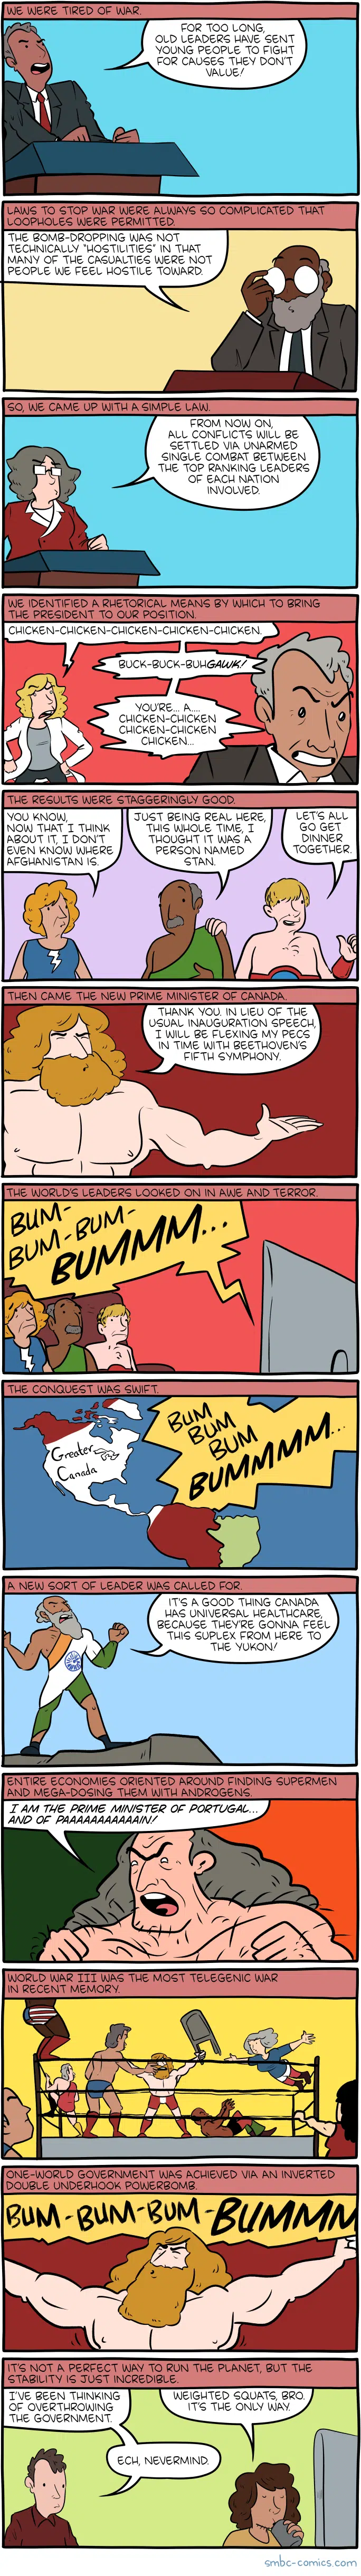 WE WERE TIRED OF WAR.
FOR TOO LONG,
OLD LEADERS HAVE SENT
YOUNG PEOPLE TO FIGHT
FOR CAUSES THEY DON'T
VALUE!
LAWS TO STOP WAR WERE ALWAYS SO COMPLICATED THAT
LOOPHOLES WERE PERMITTED.
THE BOMB-DROPPING WAS NOT
TECHNICALLY "HOSTILITIES" IN THAT
MANY OF THE CASUALTIES WERE NOT
PEOPLE WE FEEL HOSTILE TOWARD.
SO, WE CAME UP WITH A SIMPLE LAW.
FROM NOW ON,
ALL CONFLICTS WILL BE
SETTLED VIA UNARMED
SINGLE COMBAT BETWEEN
THE TOP RANKING LEADERS
OF EACH NATION
INVOLVED.
WE IDENTIFIED A RHETORICAL MEANS BY WHICH TO BRING
THE PRESIDENT TO OUR POSITION.
CHICKEN-CHICKEN-CHICKEN-CHICKEN-CHICKEN.
BUCK-BUCK-BUHGAWK!
YOU'RE... A....
CHICKEN-CHICKEN
CHICKEN-CHICKEN
CHICKEN...
THE RESULTS WERE STAGGERINGLY GOOD.
YOU KNOW,
NOW THAT I THINK
ABOUT IT, I DON'T
EVEN KNOW WHERE
AFGHANISTAN IS.
JUST BEING REAL HERE,
THIS WHOLE TIME, I
THOUGHT IT WAS A
PERSON NAMED
STAN.
LET'S ALL
GO GET
DINNER
TOGETHER.
THEN CAME THE NEW PRIME MINISTER OF CANADA.
THANK YOU. IN LIEU OF THE
USUAL INAUGURATION SPEECH,
I WILL BE FLEXING MY PECS
IN TIME WITH BEETHOVEN'S
FIFTH SYMPHONY.
THE WORLD'S LEADERS LOOKED ON IN AWE AND TERROR.
BUM-
BUM-BUM-
BUMMM...
THE CONQUEST WAS SWIFT.
Greater
Canada
BUM
BUM
BUM
BUMMMM...
A NEW SORT OF LEADER WAS CALLED FOR.
IT'S A GOOD THING CANADA
HAS UNIVERSAL HEALTHCARE,
BECAUSE THEY'RE GONNA FEEL
THIS SUPLEX FROM HERE TO
THE YUKON!
ENTIRE ECONOMIES ORIENTED AROUND FINDING SUPERMEN
AND MEGA-DOSING THEM WITH ANDROGENS.
I AM THE PRIME MINISTER OF PORTUGAL...
AND OF PAAAAAAAAAAIN!
WORLD WAR III WAS THE MOST TELEGENIC WAR
IN RECENT MEMORY.
ONE-WORLD GOVERNMENT WAS ACHIEVED VIA AN INVERTED
DOUBLE UNDERHOOK POWERBOMB.
BUM-BUM-BUM-BUMMMM
IT'S NOT A PERFECT WAY TO RUN THE PLANET, BUT THE
STABILITY IS JUST INCREDIBLE.
I'VE BEEN THINKING
OF OVERTHROWING
THE GOVERNMENT.
WEIGHTED SQUATS, BRO.
IT'S THE ONLY WAY.
ECH, NEVERMIND.
smbc-comics.com